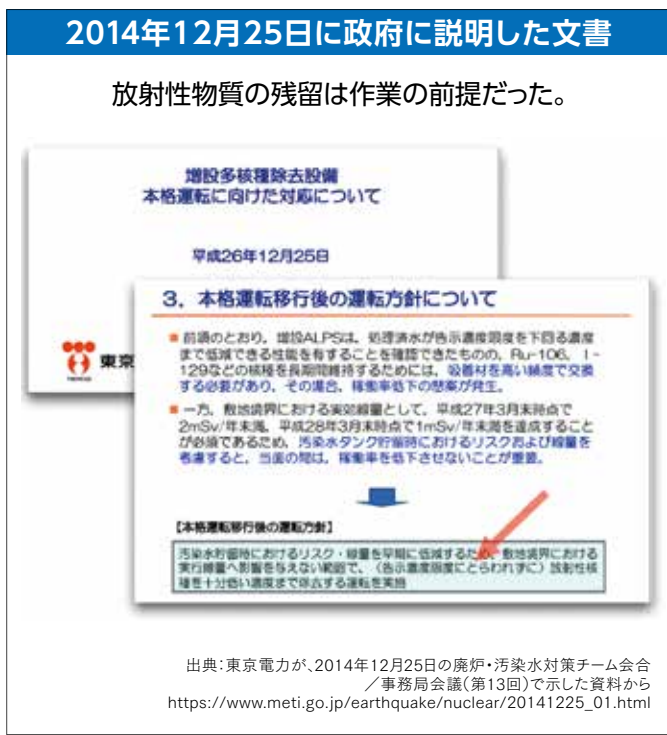 2014年12月25日に政府に説明した文書
放射性物質の残留は作業の前提だった。
増設多核種除去設備
本格運転に向けた対応について
平成26年12月25日
東京
3．本格運転移行後の運転方針について
■ 前項のとおり、増設ALPSは、処理済水が告示濃度限度を下回る濃度
まで低減できる性能を有することを確認できたものの、Ru-106、I-
129などの核種を長期間維持するためには、吸着材を高い頻度で交換
する必要があり、その場合、稼働率低下の懸案が発生。
■ 一方、敷地境界における実効線量として、平成27年3月末時点で
2mSv/年未満、平成28年3月末時点で1mSv/年未満を達成すること
が必須であるため、汚染水タンク貯留時におけるリスクおよび線量を
考慮すると、当面の間は、稼働率を低下させないことが重要。
【本格運転移行後の運転方針】
汚染水貯留時におけるリスク・線量を早期に低減するため、敷地境界における
実行線量へ影響を与えない範囲で、（告示濃度限度にとらわれずに）放射性核
種を十分低い濃度まで除去する運転を実施
出典：東京電力が、2014年12月25日の廃炉・汚染水対策チーム会合
／事務局会議（第13回）で示した資料から
https://www.meti.go.jp/earthquake/nuclear/20141225_01.html